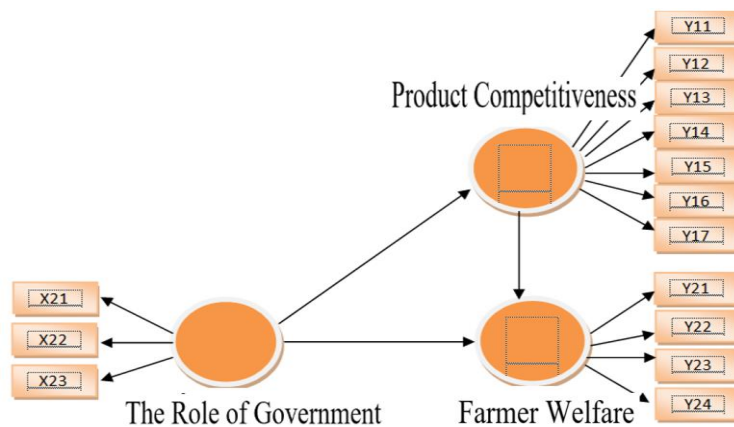 Y11
Y12
Product Competitiveness
Y13
Y14
Y15
Y16
Y17
X21
X22
X23
The Role of Government
Y21
Y22
Y23
Y24
Farmer Welfare